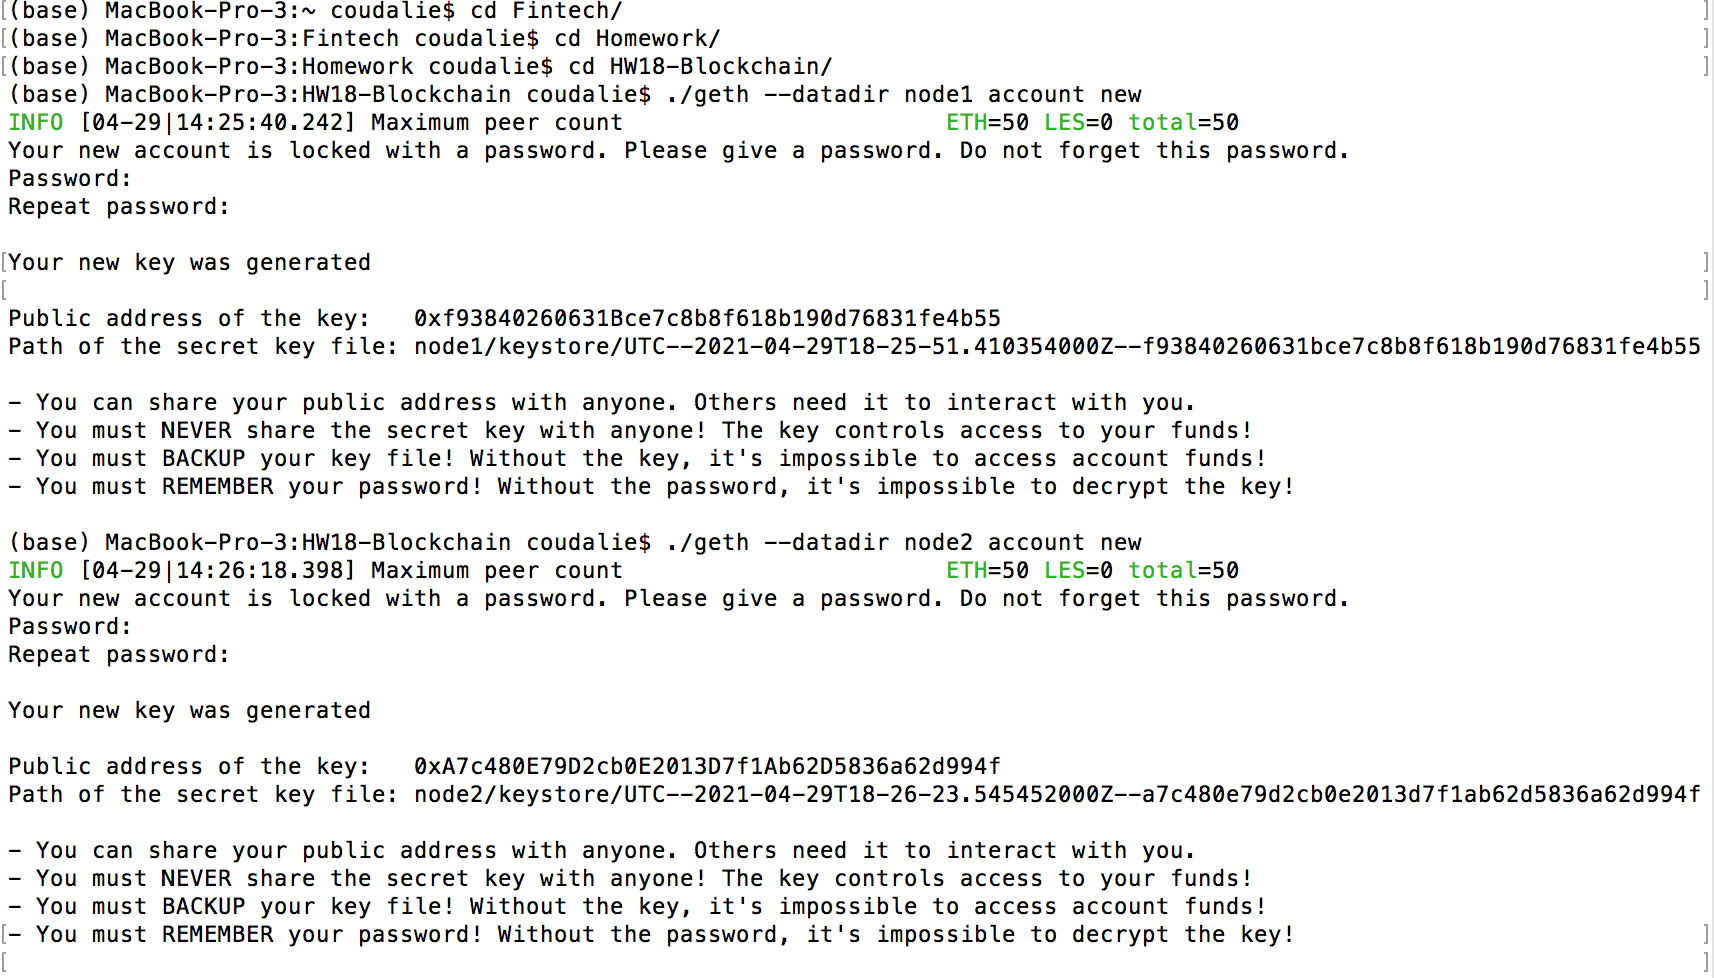 [(base) MacBook-Pro-3:~ coudalie$ cd Fintech/ ]
[(base) MacBook-Pro-3:Fintech coudalie$ cd Homework/ ]
[(base) MacBook-Pro-3:Homework coudalie$ cd HW18-Blockchain/ ]
(base) MacBook-Pro-3:HW18-Blockchain coudalie$ ./geth --datadir node1 account new
INFO [04-29|14:25:40.242] Maximum peer count ETH=50 LES=0 total=50
Your new account is locked with a password. Please give a password. Do not forget this password.
Password:
Repeat password:
[Your new key was generated ]
[ ]
Public address of the key: 0xf93840260631Bce7c8b8f618b190d76831fe4b55
Path of the secret key file: node1/keystore/UTC--2021-04-29T18-25-51.410354000Z--f93840260631bce7c8b8f618b190d76831fe4b55
- You can share your public address with anyone. Others need it to interact with you.
- You must NEVER share the secret key with anyone! The key controls access to your funds!
- You must BACKUP your key file! Without the key, it's impossible to access account funds!
- You must REMEMBER your password! Without the password, it's impossible to decrypt the key!
(base) MacBook-Pro-3:HW18-Blockchain coudalie$ ./geth --datadir node2 account new
INFO [04-29|14:26:18.398] Maximum peer count ETH=50 LES=0 total=50
Your new account is locked with a password. Please give a password. Do not forget this password.
Password:
Repeat password:
Your new key was generated
Public address of the key: 0xA7c480E79D2cb0E2013D7f1Ab62D5836a62d994f
Path of the secret key file: node2/keystore/UTC--2021-04-29T18-26-23.545452000Z--a7c480e79d2cb0e2013d7f1ab62d5836a62d994f
- You can share your public address with anyone. Others need it to interact with you.
- You must NEVER share the secret key with anyone! The key controls access to your funds!
- You must BACKUP your key file! Without the key, it's impossible to access account funds!
[- You must REMEMBER your password! Without the password, it's impossible to decrypt the key! ]
[ ]